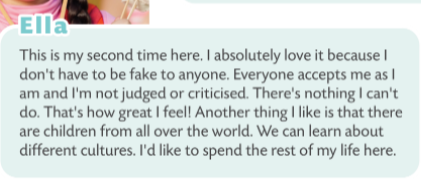 Ella
This is my second time here. I absolutely love it because I
don't have to be fake to anyone. Everyone accepts me as I
am and I'm not judged or criticised. There's nothing I can't
do. That's how great I feel! Another thing I like is that there
are children from all over the world. We can learn about
different cultures. I'd like to spend the rest of my life here.